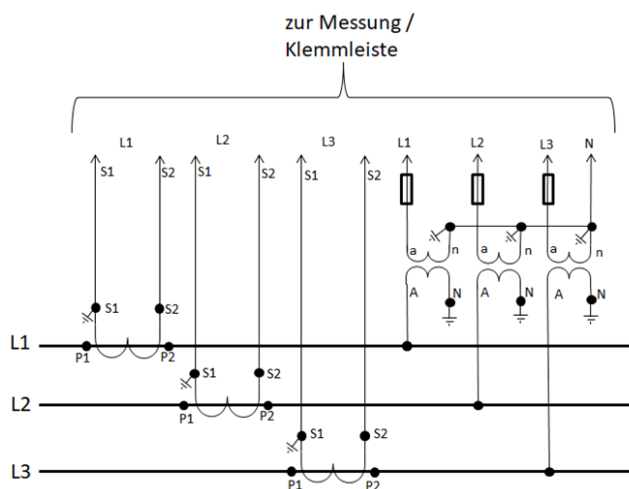 zur Messung /
Klemmleiste
L1 L2 L3 L1 L2 L3 N
S1 S2 S1 S2 S1 S2
a n a n a n
A N A N A N
S1 S2
L1
P1 P2
S1 S2
L2
P1 P2
S1 S2
L3
P1 P2